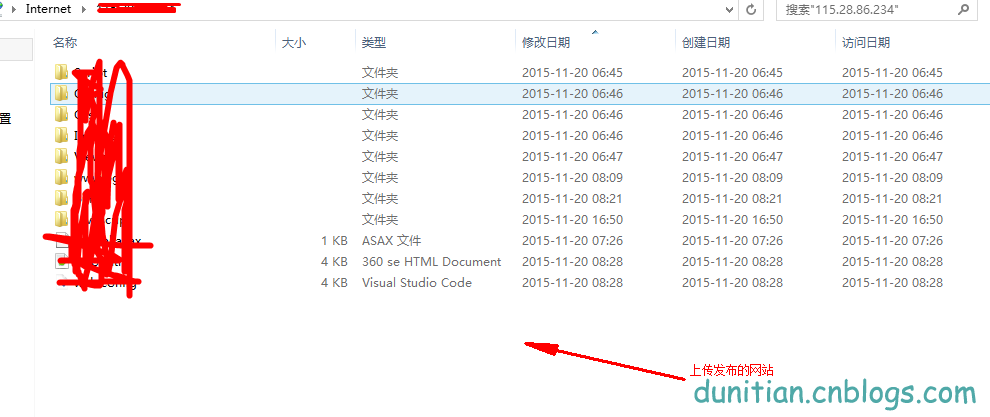 Internet
搜索"115.28.86.234"
名称 大小 类型 修改日期 创建日期 访问日期
文件夹 2015-11-20 06:45 2015-11-20 06:45 2015-11-20 06:45
文件夹 2015-11-20 06:46 2015-11-20 06:46 2015-11-20 06:46
文件夹 2015-11-20 06:46 2015-11-20 06:46 2015-11-20 06:46
置
文件夹 2015-11-20 06:46 2015-11-20 06:46 2015-11-20 06:46
文件夹 2015-11-20 06:47 2015-11-20 06:47 2015-11-20 06:47
文件夹 2015-11-20 08:09 2015-11-20 08:09 2015-11-20 08:09
文件夹 2015-11-20 08:21 2015-11-20 08:21 2015-11-20 08:21
文件夹 2015-11-20 16:50 2015-11-20 16:50 2015-11-20 16:50
1 KB ASAX 文件 2015-11-20 07:26 2015-11-20 07:26 2015-11-20 07:26
4 KB 360 se HTML Document 2015-11-20 08:28 2015-11-20 08:28 2015-11-20 08:28
4 KB Visual Studio Code 2015-11-20 08:28 2015-11-20 08:28 2015-11-20 08:28
上传发布的网站
dunitian.cnblogs.com